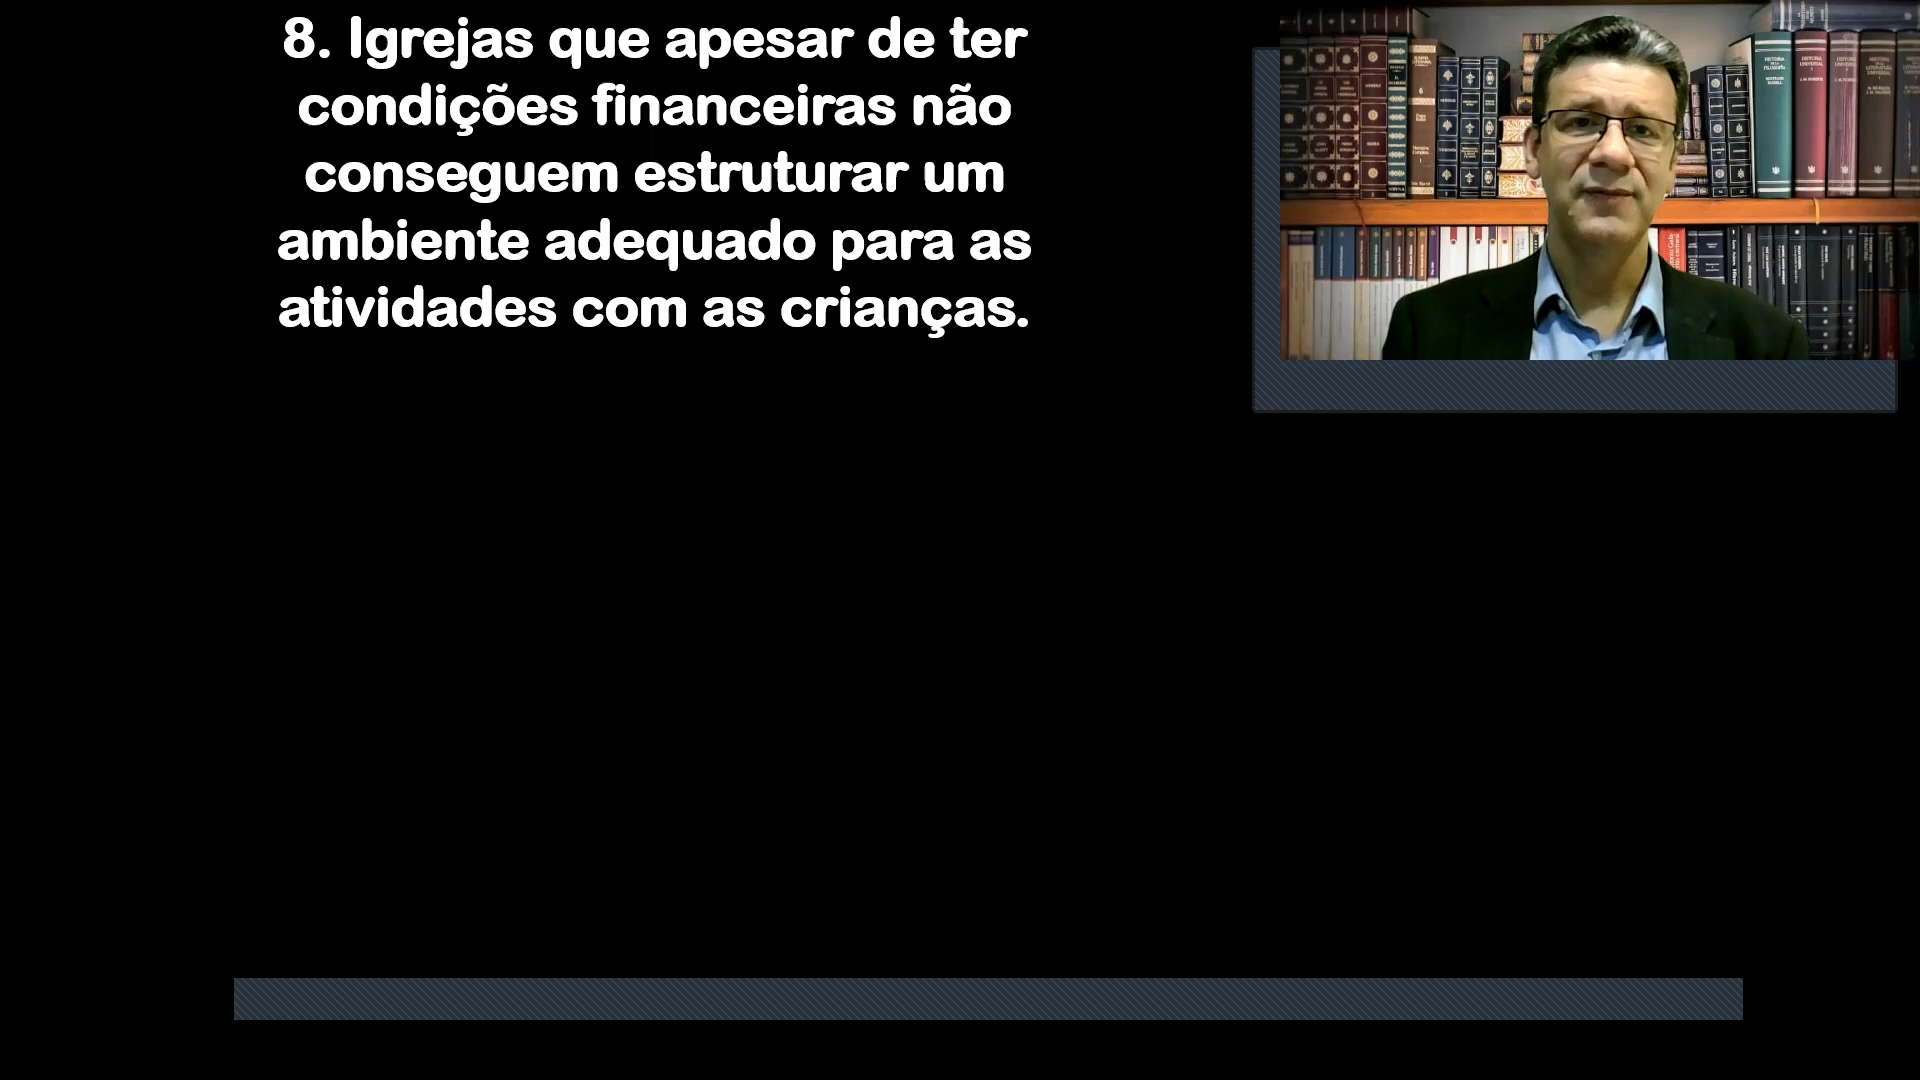 8. Igrejas que apesar de ter
condições financeiras não
conseguem estruturar um
ambiente adequado para as
atividades com as crianças.